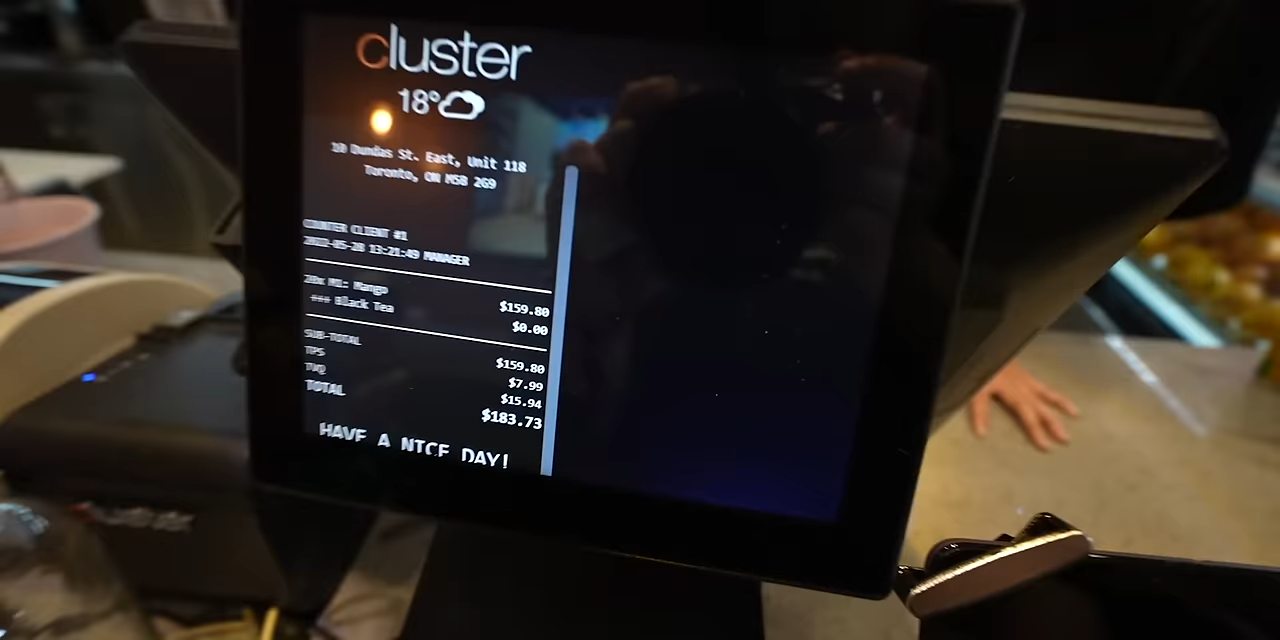 cluster
18°
10 Dundas St. East, Unit 118
Toronto, ON M5B 2G9
COUNTER CLIENT #1
2022-05-28 13:21:49 MANAGER
20x M1: Mango $159.80
+++ Black Tea $0.00
SUB-TOTAL $159.80
TPS $7.99
TVQ $15.94
TOTAL $183.73
HAVE A NICE DAY!